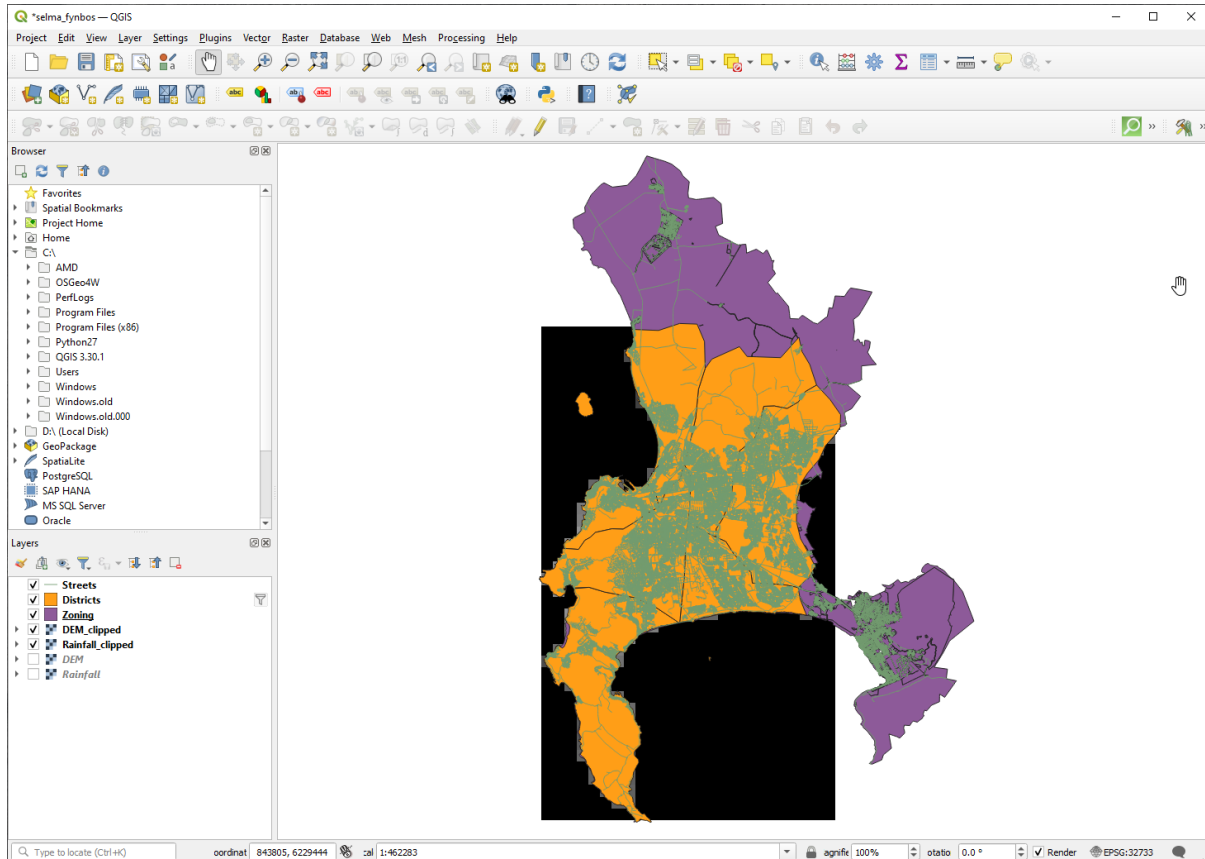 *selma_fynbos — QGIS
Project Edit View Layer Settings Plugins Vector Raster Database Web Mesh Processing Help
abc abc abc
Browser
Favorites
Spatial Bookmarks
Project Home
Home
C:\
AMD
OSGeo4W
PerfLogs
Program Files
Program Files (x86)
Python27
QGIS 3.30.1
Users
Windows
Windows.old
Windows.old.000
D:\ (Local Disk)
GeoPackage
SpatiaLite
PostgreSQL
SAP HANA
MS SQL Server
Oracle
Layers
Streets
Districts
Zoning
DEM_clipped
Rainfall_clipped
DEM
Rainfall
Type to locate (Ctrl+K) oordinat 843805, 6229444 :al 1:462283 agnifie 100% otatio 0.0 ° Render EPSG:32733